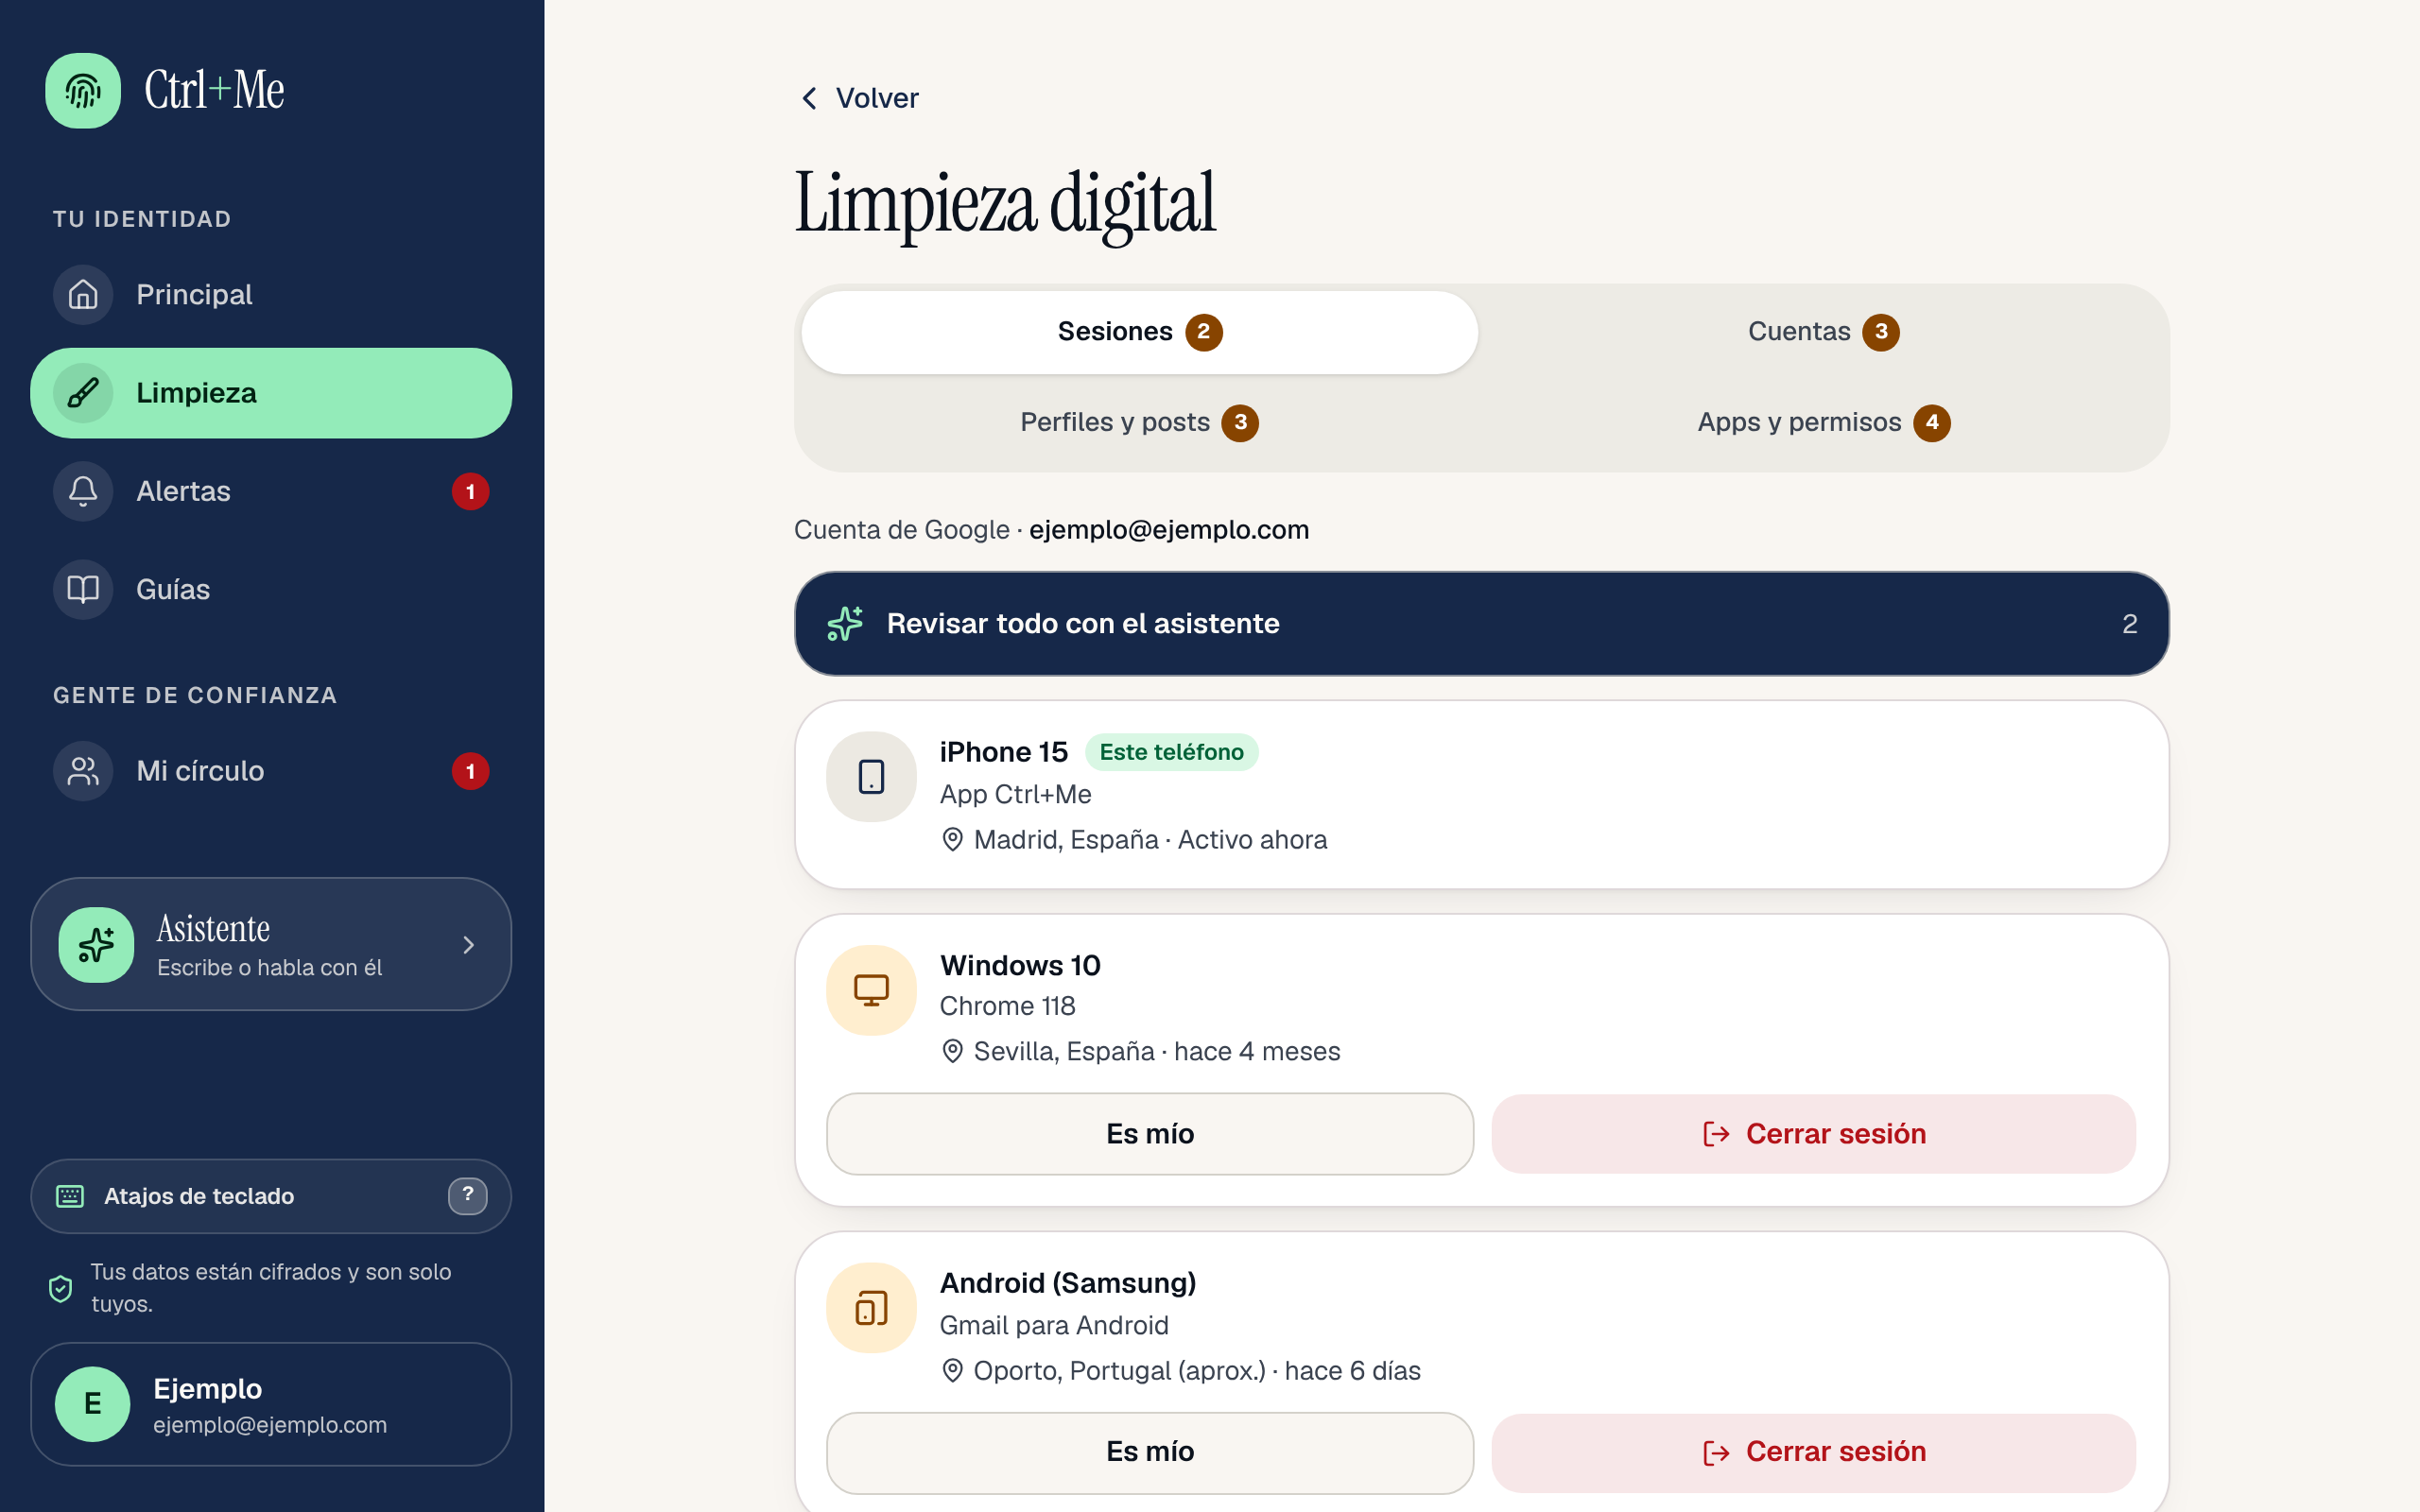 Ctrl+Me
TU IDENTIDAD
Principal
Limpieza
Alertas 1
Guías
GENTE DE CONFIANZA
Mi círculo 1
Asistente
Escribe o habla con él
Atajos de teclado ?
Tus datos están cifrados y son solo
tuyos.
E
Ejemplo
ejemplo@ejemplo.com
Volver
Limpieza digital
Sesiones 2
Cuentas 3
Perfiles y posts 3
Apps y permisos 4
Cuenta de Google · ejemplo@ejemplo.com
Revisar todo con el asistente 2
iPhone 15 Este teléfono
App Ctrl+Me
Madrid, España · Activo ahora
Windows 10
Chrome 118
Sevilla, España · hace 4 meses
Es mío
Cerrar sesión
Android (Samsung)
Gmail para Android
Oporto, Portugal (aprox.) · hace 6 días
Es mío
Cerrar sesión